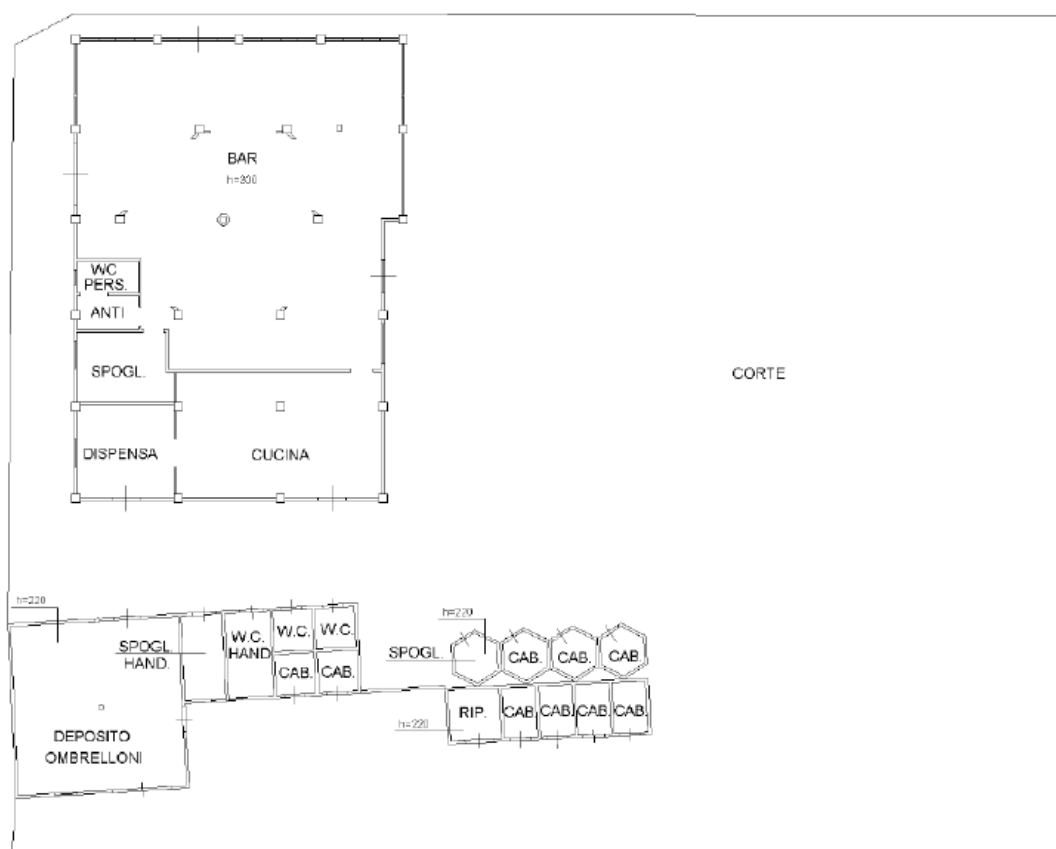 BAR
h=300
WC
PERS.
ANTI
SPOGL.
DISPENSA
CUCINA
CORTE
h=220
SPOGL.
HAND.
W.C.
HAND
W.C.
W.C.
CAB.
CAB.
DEPOSITO
OMBRELLONI
h=220
SPOGL.
CAB.
CAB.
CAB.
RIP.
CAB.
CAB.
CAB.
CAB.
h=220